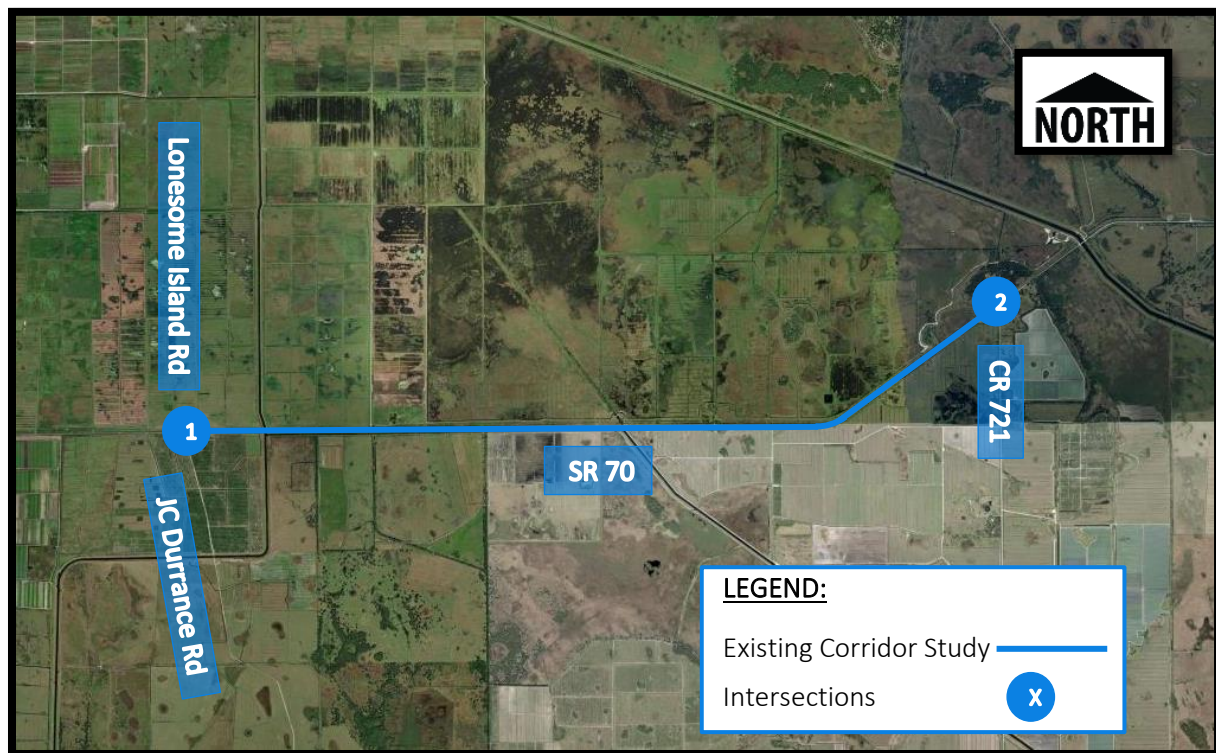 NORTH
Lonesome Island Rd
2
CR 721
1
SR 70
JC Durrance Rd
LEGEND:
Existing Corridor Study
Intersections X